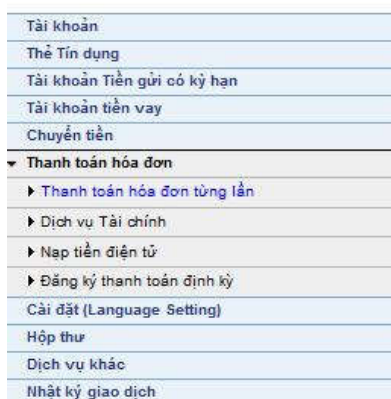 Tài khoản
Thẻ Tín dụng
Tài khoản Tiền gửi có kỳ hạn
Tài khoản tiền vay
Chuyển tiền
Thanh toán hóa đơn
Thanh toán hóa đơn từng lần
Dịch vụ Tài chính
Nạp tiền điện tử
Đăng ký thanh toán định kỳ
Cài đặt (Language Setting)
Hộp thư
Dịch vụ khác
Nhật ký giao dịch